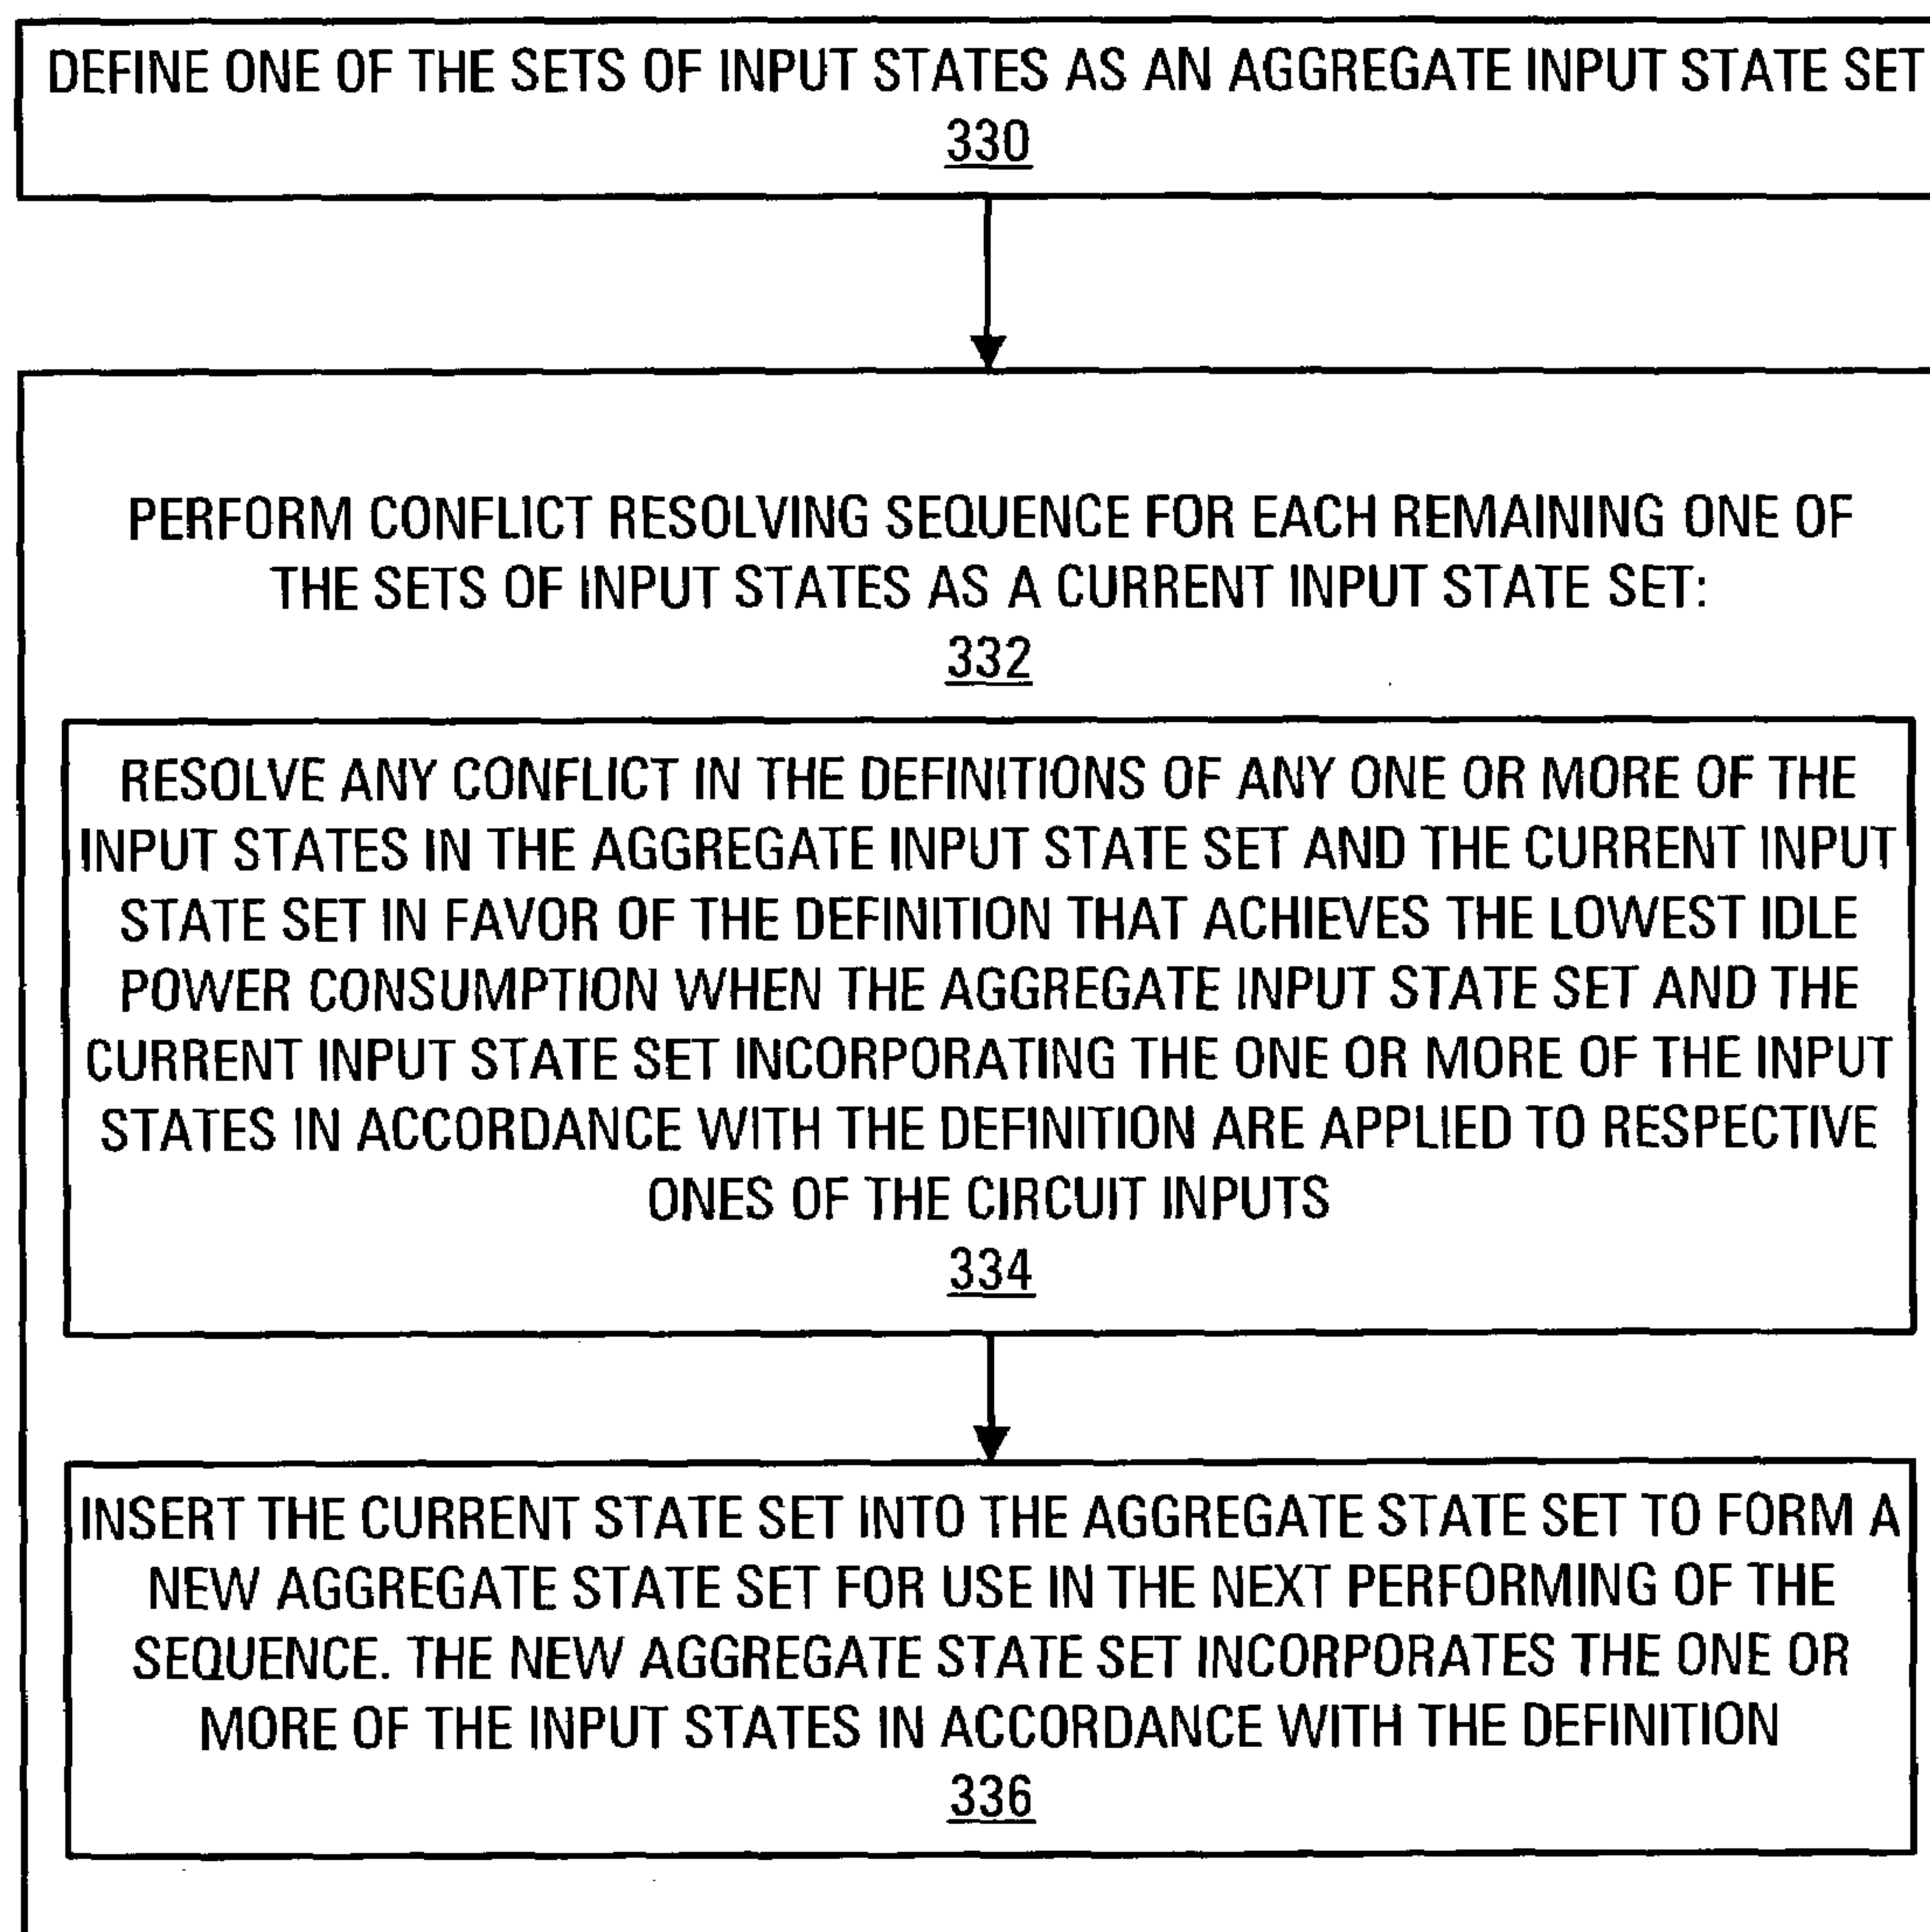 DEFINE ONE OF THE SETS OF INPUT STATES AS AN AGGREGATE INPUT STATE SET
330
PERFORM CONFLICT RESOLVING SEQUENCE FOR EACH REMAINING ONE OF
THE SETS OF INPUT STATES AS A CURRENT INPUT STATE SET:
332
RESOLVE ANY CONFLICT IN THE DEFINITIONS OF ANY ONE OR MORE OF THE
INPUT STATES IN THE AGGREGATE INPUT STATE SET AND THE CURRENT INPUT
STATE SET IN FAVOR OF THE DEFINITION THAT ACHIEVES THE LOWEST IDLE
POWER CONSUMPTION WHEN THE AGGREGATE INPUT STATE SET AND THE
CURRENT INPUT STATE SET INCORPORATING THE ONE OR MORE OF THE INPUT
STATES IN ACCORDANCE WITH THE DEFINITION ARE APPLIED TO RESPECTIVE
ONES OF THE CIRCUIT INPUTS
334
INSERT THE CURRENT STATE SET INTO THE AGGREGATE STATE SET TO FORM A
NEW AGGREGATE STATE SET FOR USE IN THE NEXT PERFORMING OF THE
SEQUENCE. THE NEW AGGREGATE STATE SET INCORPORATES THE ONE OR
MORE OF THE INPUT STATES IN ACCORDANCE WITH THE DEFINITION
336